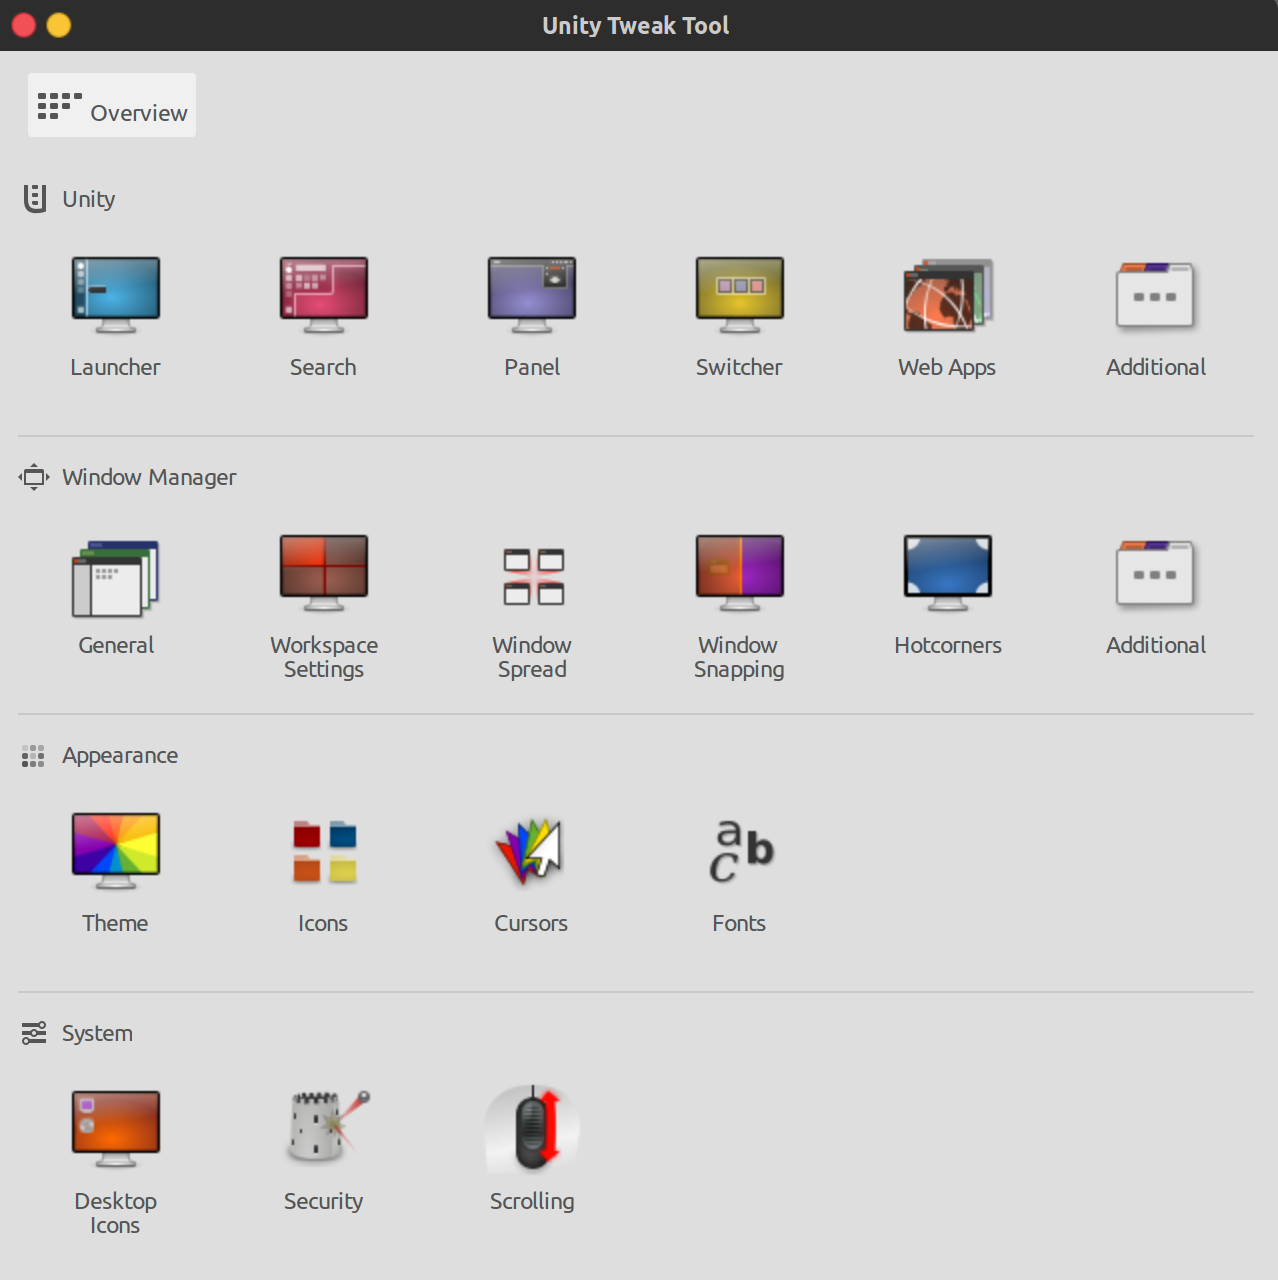 Unity Tweak Tool
Overview
Unity
Launcher
Search
Panel
Switcher
Web Apps
Additional
Window Manager
General
Workspace
Settings
Window
Spread
Window
Snapping
Hotcorners
Additional
Appearance
Theme
Icons
Cursors
a b c
Fonts
System
Desktop
Icons
Security
Scrolling